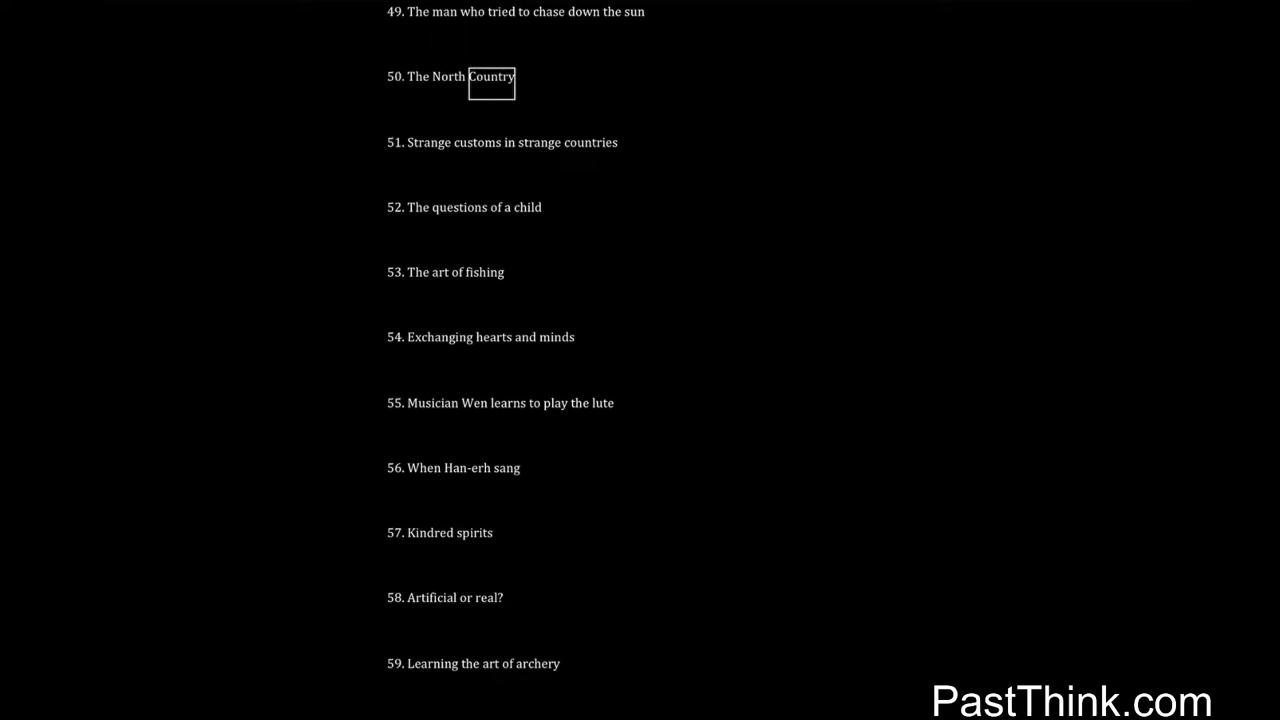 49. The man who tried to chase down the sun
50. The North Country
51. Strange customs in strange countries
52. The questions of a child
53. The art of fishing
54. Exchanging hearts and minds
55. Musician Wen learns to play the lute
56. When Han-erh sang
57. Kindred spirits
58. Artificial or real?
59. Learning the art of archery
PastThink.com